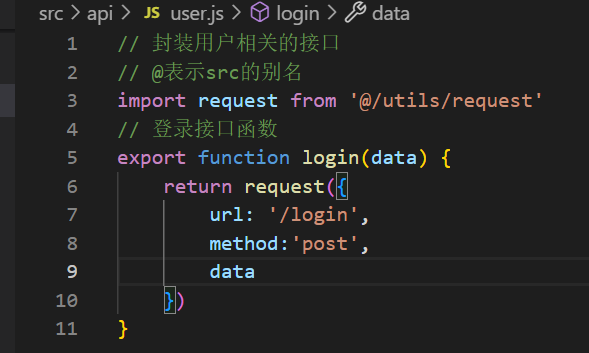 src > api > JS user.js > login > data
1 // 封装用户相关的接口
2 // @表示src的别名
3 import request from '@/utils/request'
4 // 登录接口函数
5 export function login(data) {
6     return request({
7         url: '/login',
8         method:'post',
9         data
10     })
11 }